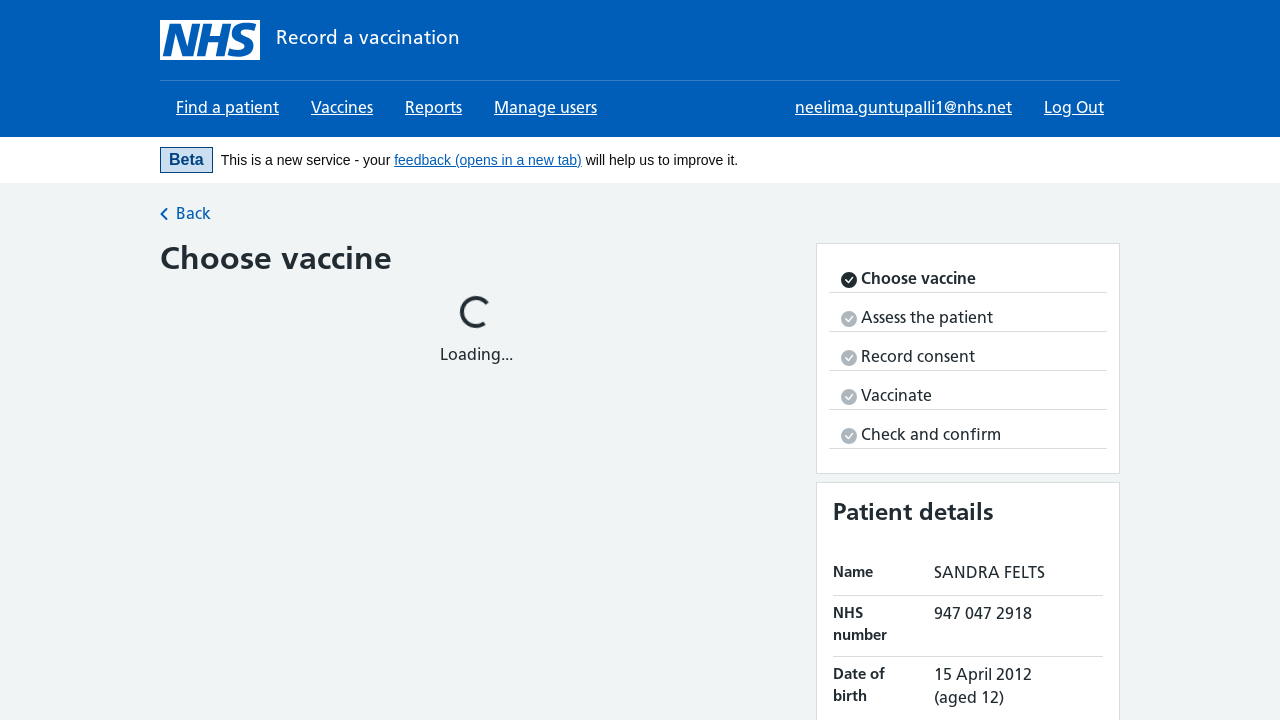 NHS Record a vaccination
Find a patient Vaccines Reports Manage users neelima.guntupalli1@nhs.net Log Out
Beta This is a new service - your feedback (opens in a new tab) will help us to improve it.
Back
Choose vaccine
Loading...
Choose vaccine
Assess the patient
Record consent
Vaccinate
Check and confirm
Patient details
Name SANDRA FELTS
NHS number 947 047 2918
Date of birth 15 April 2012
(aged 12)